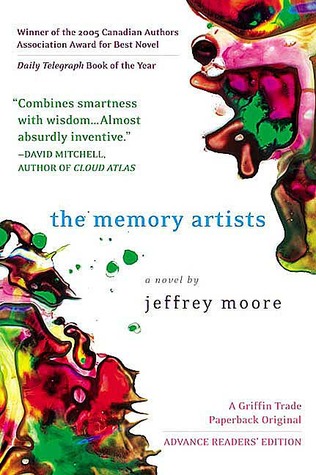 Winner of the 2005 Canadian Authors
Association Award for Best Novel
Daily Telegraph Book of the Year
“Combines smartness
with wisdom...Almost
absurdly inventive.”
–DAVID MITCHELL,
AUTHOR OF CLOUD ATLAS
the memory artists
a novel by
jeffrey moore
A Griffin Trade
Paperback Original
ADVANCE READERS' EDITION